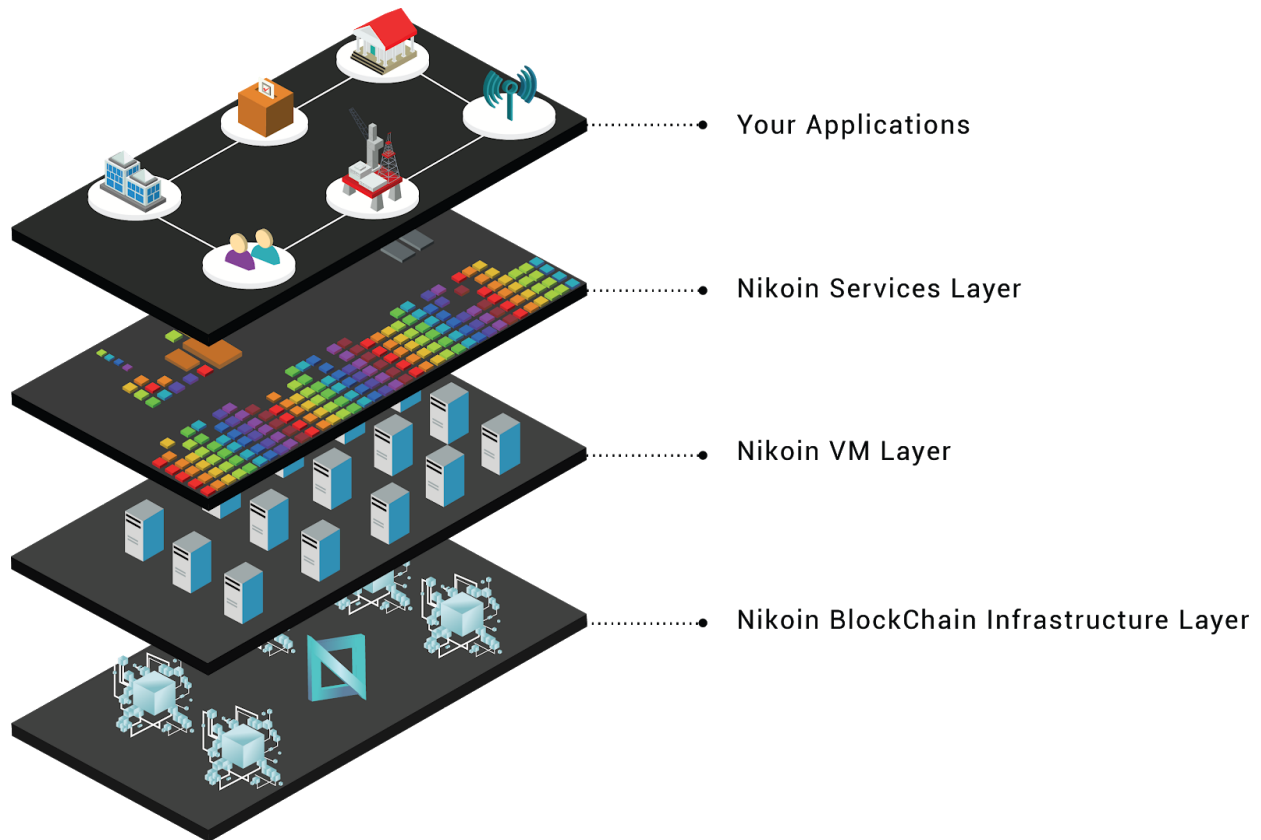 Your Applications
Nikoin Services Layer
Nikoin VM Layer
Nikoin BlockChain Infrastructure Layer